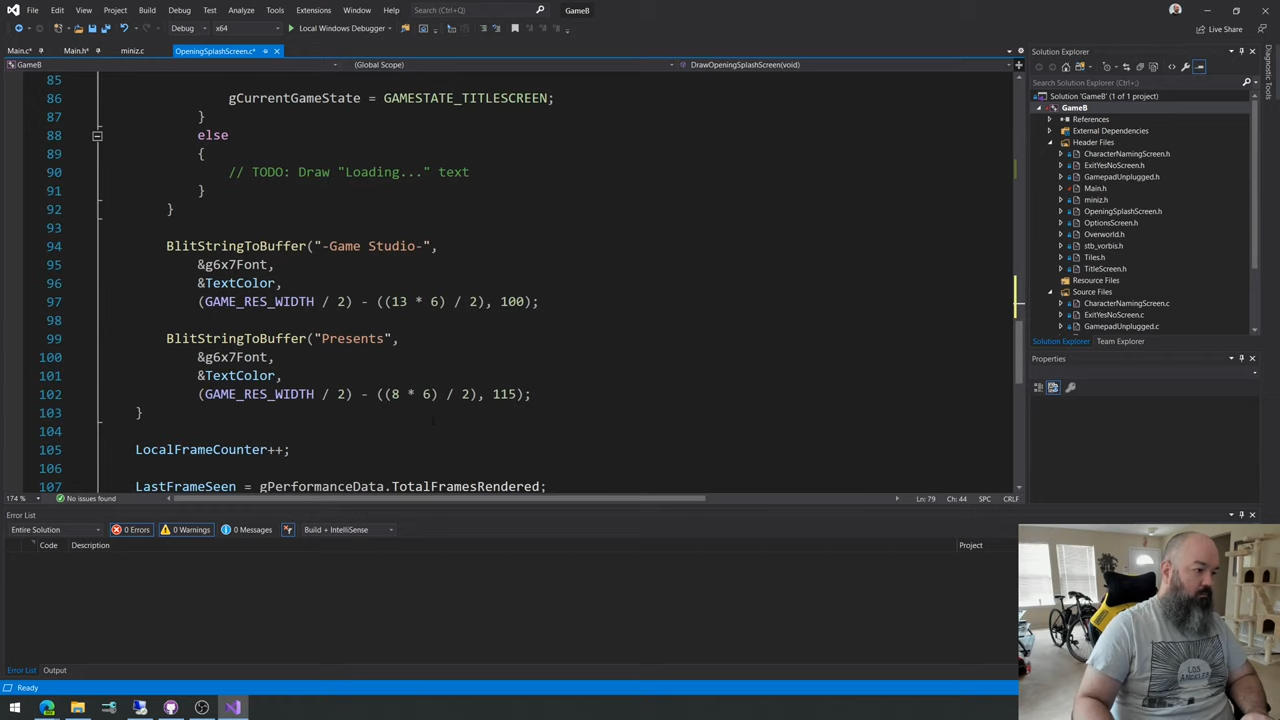 File Edit View Git Project Build Debug Test Analyze Tools Extensions Window Help Search (Ctrl+Q) GameB
Debug x64 Local Windows Debugger Live Share
Main.c* Main.h* miniz.c OpeningSplashScreen.c*
GameB (Global Scope) DrawOpeningSplashScreen(void)
85
86 gCurrentGameState = GAMESTATE_TITLESCREEN;
87 }
88 else
89 {
90 // TODO: Draw "Loading..." text
91 }
92 }
93
94 BlitStringToBuffer("-Game Studio-",
95 &g6x7Font,
96 &TextColor,
97 (GAME_RES_WIDTH / 2) - ((13 * 6) / 2), 100);
98
99 BlitStringToBuffer("Presents",
100 &g6x7Font,
101 &TextColor,
102 (GAME_RES_WIDTH / 2) - ((8 * 6) / 2), 115);
103 }
104
105 LocalFrameCounter++;
106
107 LastFrameSeen = gPerformanceData.TotalFramesRendered;
174 % No issues found Ln: 79 Ch: 44 SPC CRLF
Error List
Entire Solution 0 Errors 0 Warnings 0 Messages Build + IntelliSense
Code Description Project
Error List Output
Ready
Solution Explorer
Search Solution Explorer (Ctrl+;)
Solution 'GameB' (1 of 1 project)
GameB
References
External Dependencies
Header Files
CharacterNamingScreen.h
ExitYesNoScreen.h
GamepadUnplugged.h
Main.h
miniz.h
OpeningSplashScreen.h
OptionsScreen.h
Overworld.h
stb_vorbis.h
Tiles.h
TitleScreen.h
Resource Files
Source Files
CharacterNamingScreen.c
ExitYesNoScreen.c
GamepadUnplugged.c
Solution Explorer Team Explorer
Properties
Diagnostic Tools
LOS
ANGELES